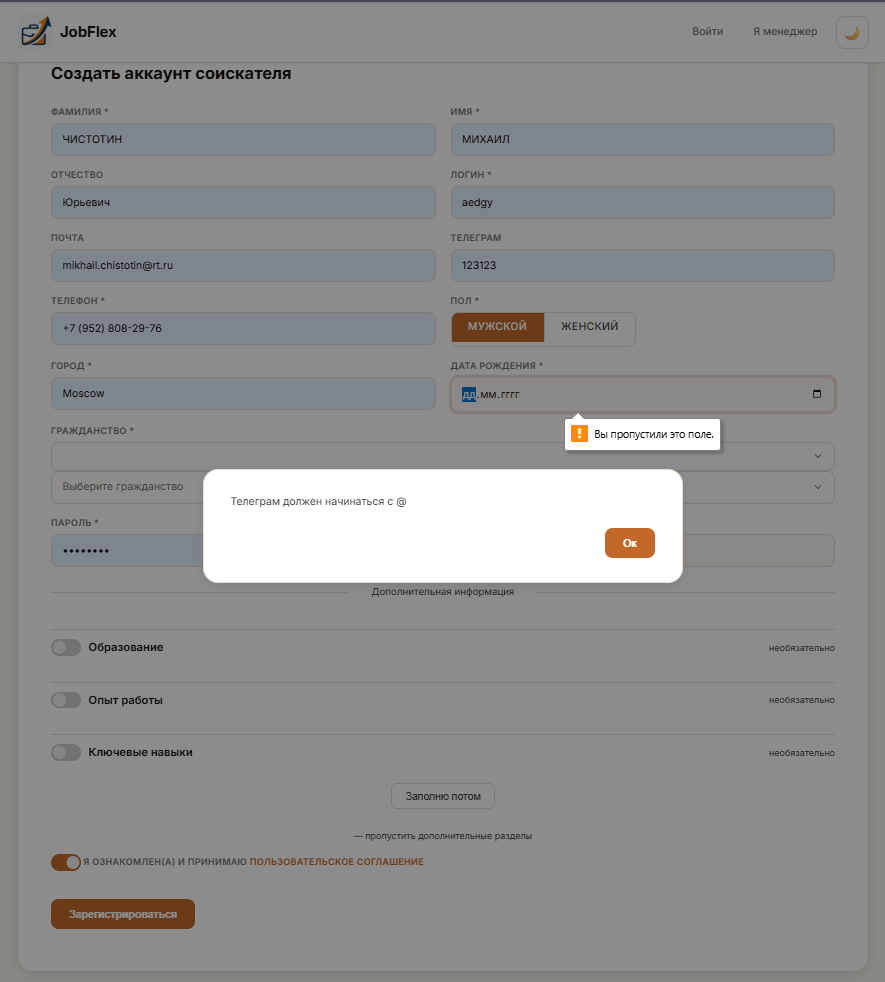 JobFlex
Войти
Я менеджер
Создать аккаунт соискателя
ФАМИЛИЯ *
ИМЯ *
ЧИСТОТИН
МИХАИЛ
ОТЧЕСТВО
ЛОГИН *
Юрьевич
aedgy
ПОЧТА
ТЕЛЕГРАМ
mikhail.chistotin@rt.ru
123123
ТЕЛЕФОН *
ПОЛ *
+7 (952) 808-29-76
МУЖСКОЙ
ЖЕНСКИЙ
ГОРОД *
ДАТА РОЖДЕНИЯ *
Moscow
дд.мм.гггг
ГРАЖДАНСТВО *
Вы пропустили это поле.
Выберите гражданство
Телеграм должен начинаться с @
ПАРОЛЬ *
••••••••
Ок
Дополнительная информация
Образование
необязательно
Опыт работы
необязательно
Ключевые навыки
необязательно
Заполню потом
— пропустить дополнительные разделы
Я ОЗНАКОМЛЕН(А) И ПРИНИМАЮ ПОЛЬЗОВАТЕЛЬСКОЕ СОГЛАШЕНИЕ
Зарегистрироваться